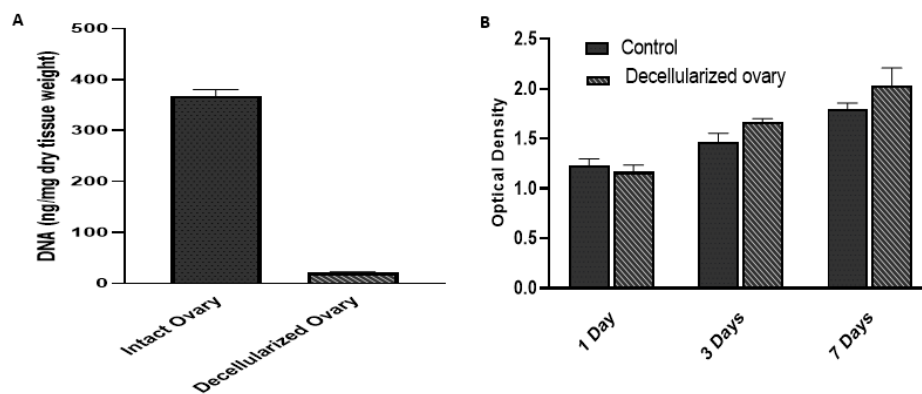 A
DNA (ng/mg dry tissue weight)
500
400
300
200
100
0
Intact Ovary
Decellularized Ovary
B
Optical Density
2.5
2.0
1.5
1.0
0.5
0.0
Control
Decellularized ovary
1 Day
3 Days
7 Days